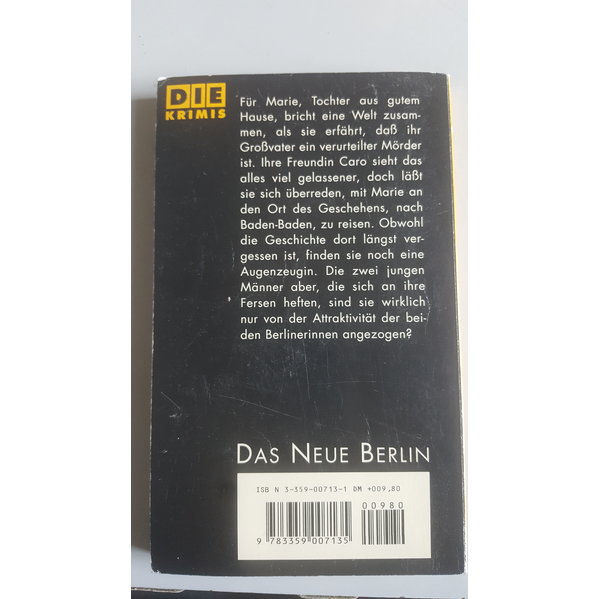 DIE
KRIMIS
Für Marie, Tochter aus gutem
Hause, bricht eine Welt zusam-
men, als sie erfährt, daß ihr
Großvater ein verurteilter Mörder
ist. Ihre Freundin Caro sieht das
alles viel gelassener, doch läßt
sie sich überreden, mit Marie an
den Ort des Geschehens, nach
Baden-Baden, zu reisen. Obwohl
die Geschichte dort längst ver-
gessen ist, finden sie noch eine
Augenzeugin. Die zwei jungen
Männer aber, die sich an ihre
Fersen heften, sind sie wirklich
nur von der Attraktivität der bei-
den Berlinerinnen angezogen?
DAS NEUE BERLIN
ISB N 3-359-00713-1 DM +009,80
00980
9 783359 007135